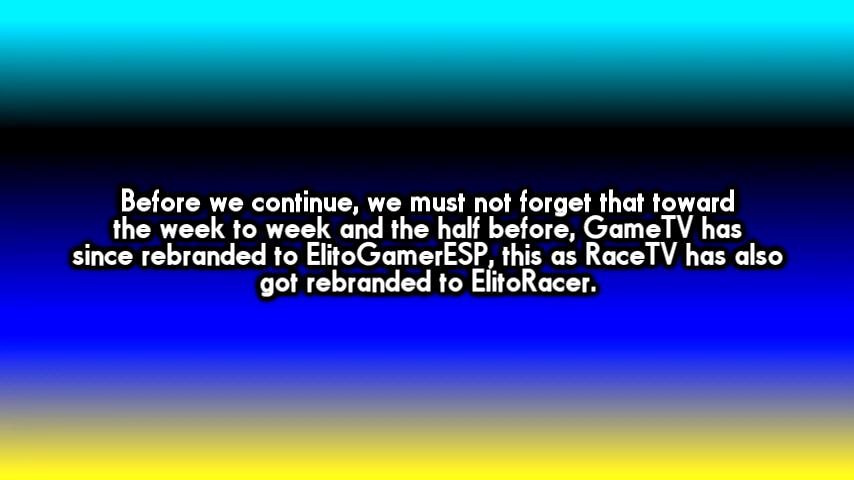 Before we continue, we must not forget that toward
the week to week and the half before, GameTV has
since rebranded to ElitoGamerESP, this as RaceTV has also
got rebranded to ElitoRacer.